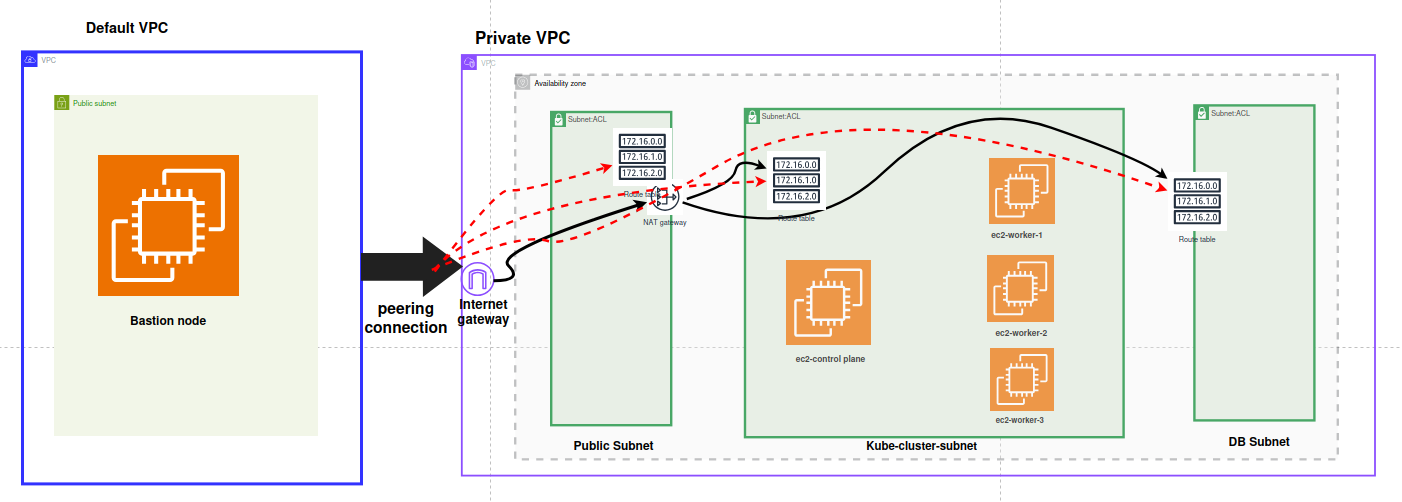 Default VPC
VPC
Public subnet
Bastion node
peering
connection
Private VPC
VPC
Availability zone
Internet
gateway
Subnet:ACL
172.16.0.0
172.16.1.0
172.16.2.0
Route table
NAT gateway
Public Subnet
Subnet:ACL
172.16.0.0
172.16.1.0
172.16.2.0
Route table
ec2-control plane
ec2-worker-1
ec2-worker-2
ec2-worker-3
Kube-cluster-subnet
Subnet:ACL
172.16.0.0
172.16.1.0
172.16.2.0
Route table
DB Subnet